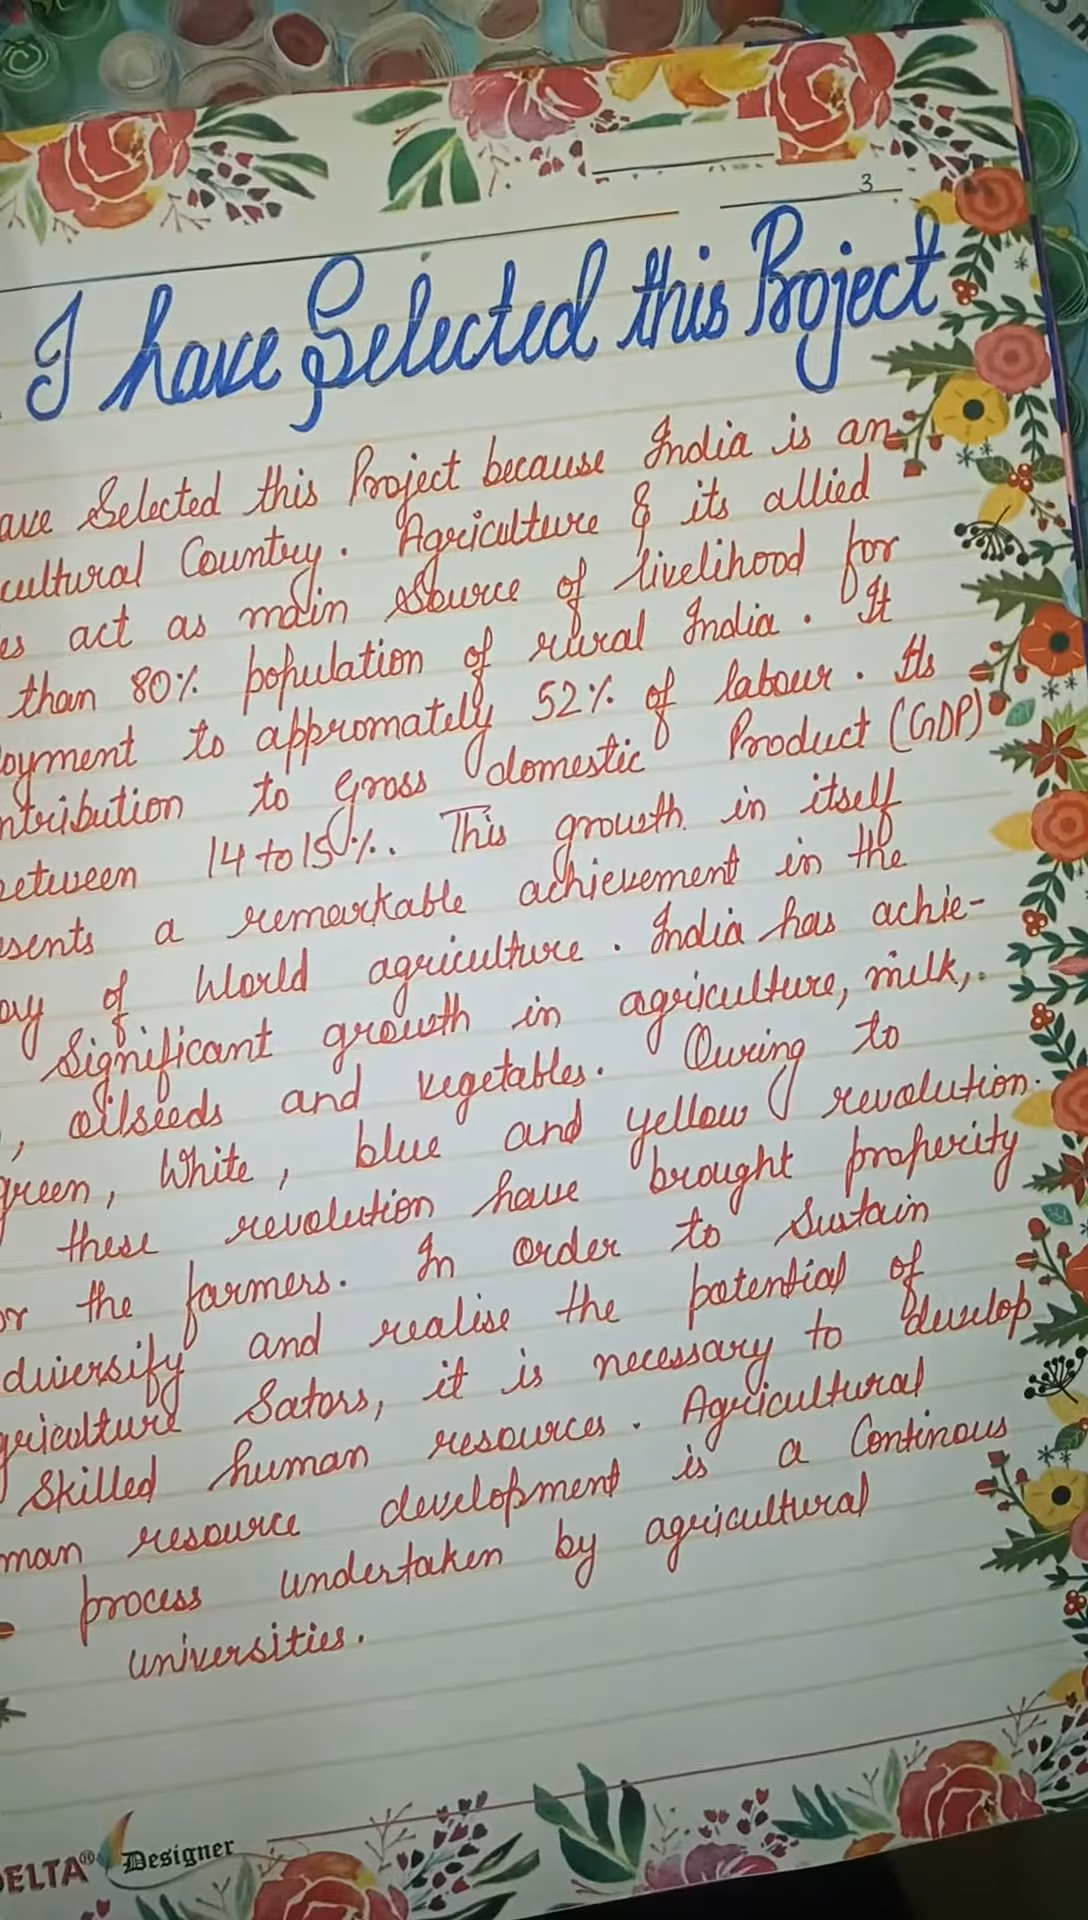 3
I have Selected this Project
ave Selected this Project because India is an
cultural Country. Agriculture & its allied
es act as main Source of livelihood for
than 80% population of rural India. It
oyment to appromately 52% of labour. Its
ntribution to Gross domestic Product (GDP)
between 14 to 15%. This growth in itself
sents a remarkable achievement in the
ory of World agriculture. India has achie-
Significant growth in agriculture, milk,
, oilseeds and vegetables. Owing to
green, White, blue and yellow revolution.
these revolution have brought properity
or the farmers. In order to Sustain
diversify and realise the potential of
griculture Sators, it is necessary to develop
Skilled human resources. Agricultural
man resource development is a Continous
process undertaken by agricultural
universities.
DELTA® Designer